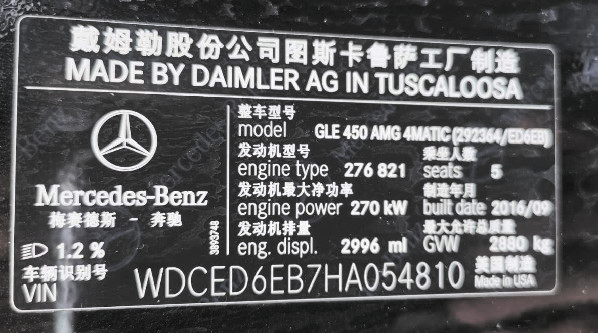 戴姆勒股份公司图斯卡鲁萨工厂制造
MADE BY DAIMLER AG IN TUSCALOOSA
整车型号
model GLE 450 AMG 4MATIC (292364/ED6EB)
发动机型号 乘坐人数
engine type 276 821 seats 5
发动机最大净功率 制造年月
engine power 270 kW built date 2016/09
发动机排量 最大允许总质量
eng. displ. 2996 ml GVW 2880 kg
Mercedes-Benz
梅赛德斯 - 奔驰
3893748
1.2 %
车辆识别号
VIN WDCED6EB7HA054810
美国制造
Made in USA